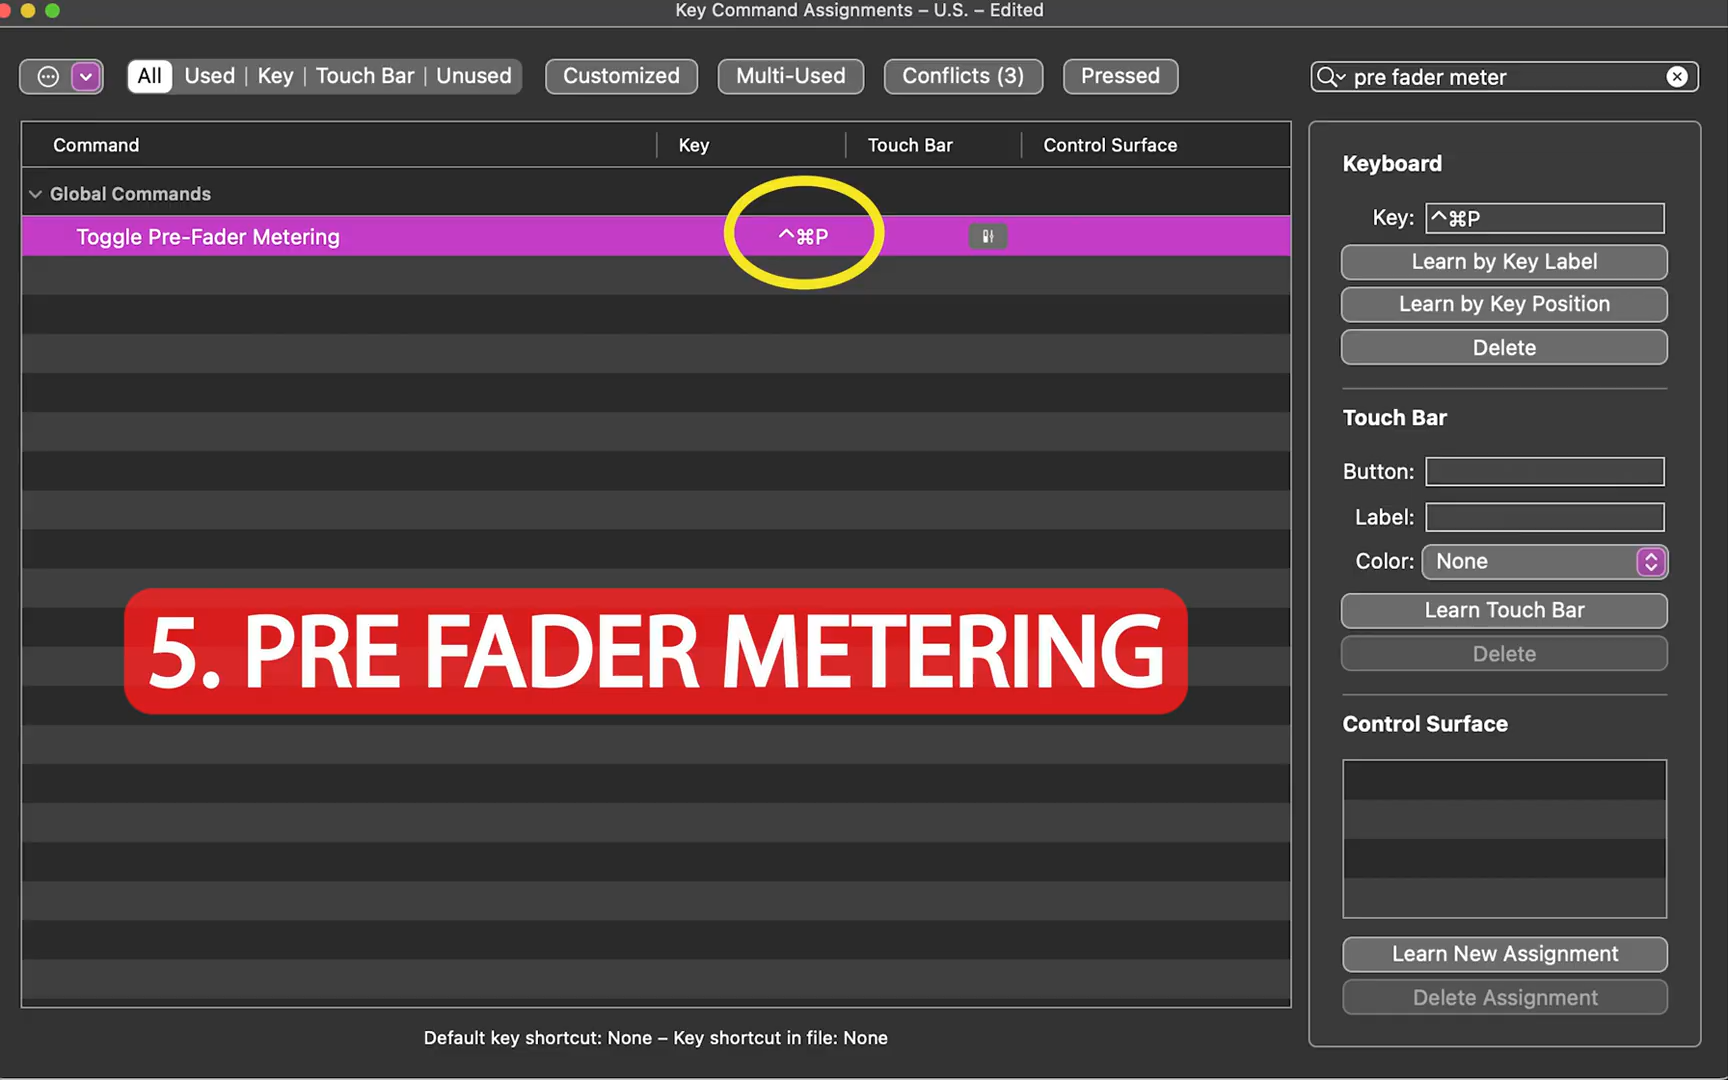 Key Command Assignments – U.S. – Edited
All Used Key Touch Bar Unused Customized Multi-Used Conflicts (3) Pressed pre fader meter
Command Key Touch Bar Control Surface
Global Commands
Toggle Pre-Fader Metering ^⌘P
5. PRE FADER METERING
Default key shortcut: None – Key shortcut in file: None
Keyboard
Key: ^⌘P
Learn by Key Label
Learn by Key Position
Delete
Touch Bar
Button:
Label:
Color: None
Learn Touch Bar
Delete
Control Surface
Learn New Assignment
Delete Assignment